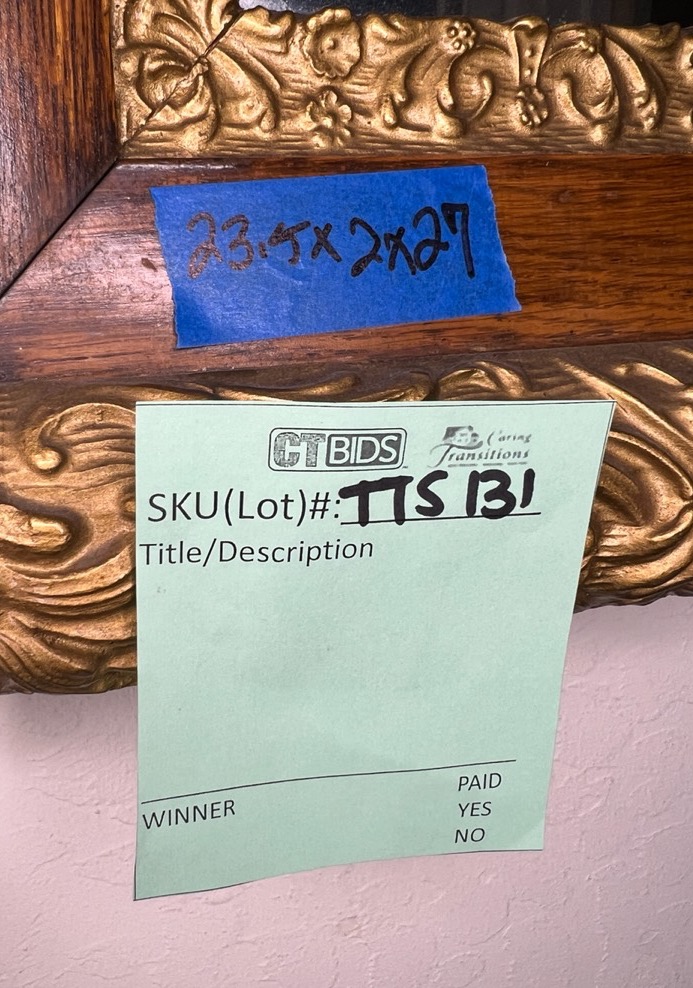 23.5x2x27
CTBIDS
Caring
Transitions
SKU(Lot)#: TTS 131
Title/Description
WINNER
PAID
YES
NO